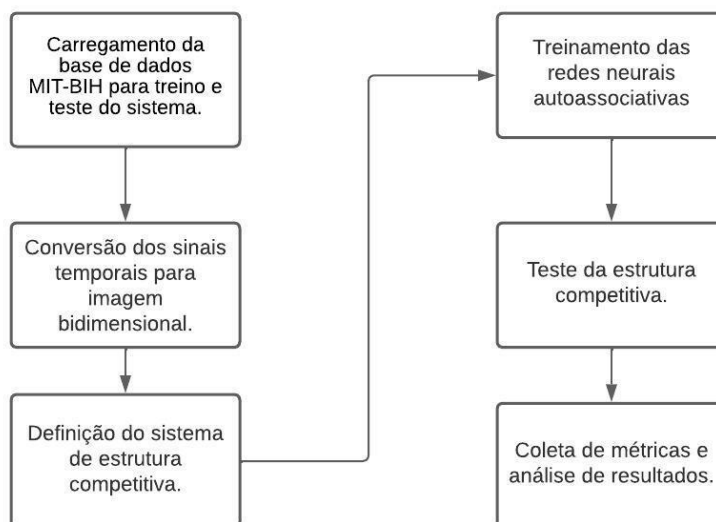 Carregamento da
base de dados
MIT-BIH para treino e
teste do sistema.
Conversão dos sinais
temporais para
imagem
bidimensional.
Definição do sistema
de estrutura
competitiva.
Treinamento das
redes neurais
autoassociativas
Teste da estrutura
competitiva.
Coleta de métricas e
análise de resultados.